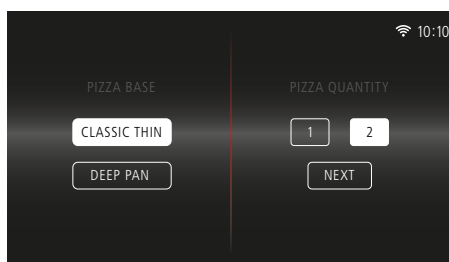 10:10
PIZZA BASE
CLASSIC THIN
DEEP PAN
PIZZA QUANTITY
1 2
NEXT